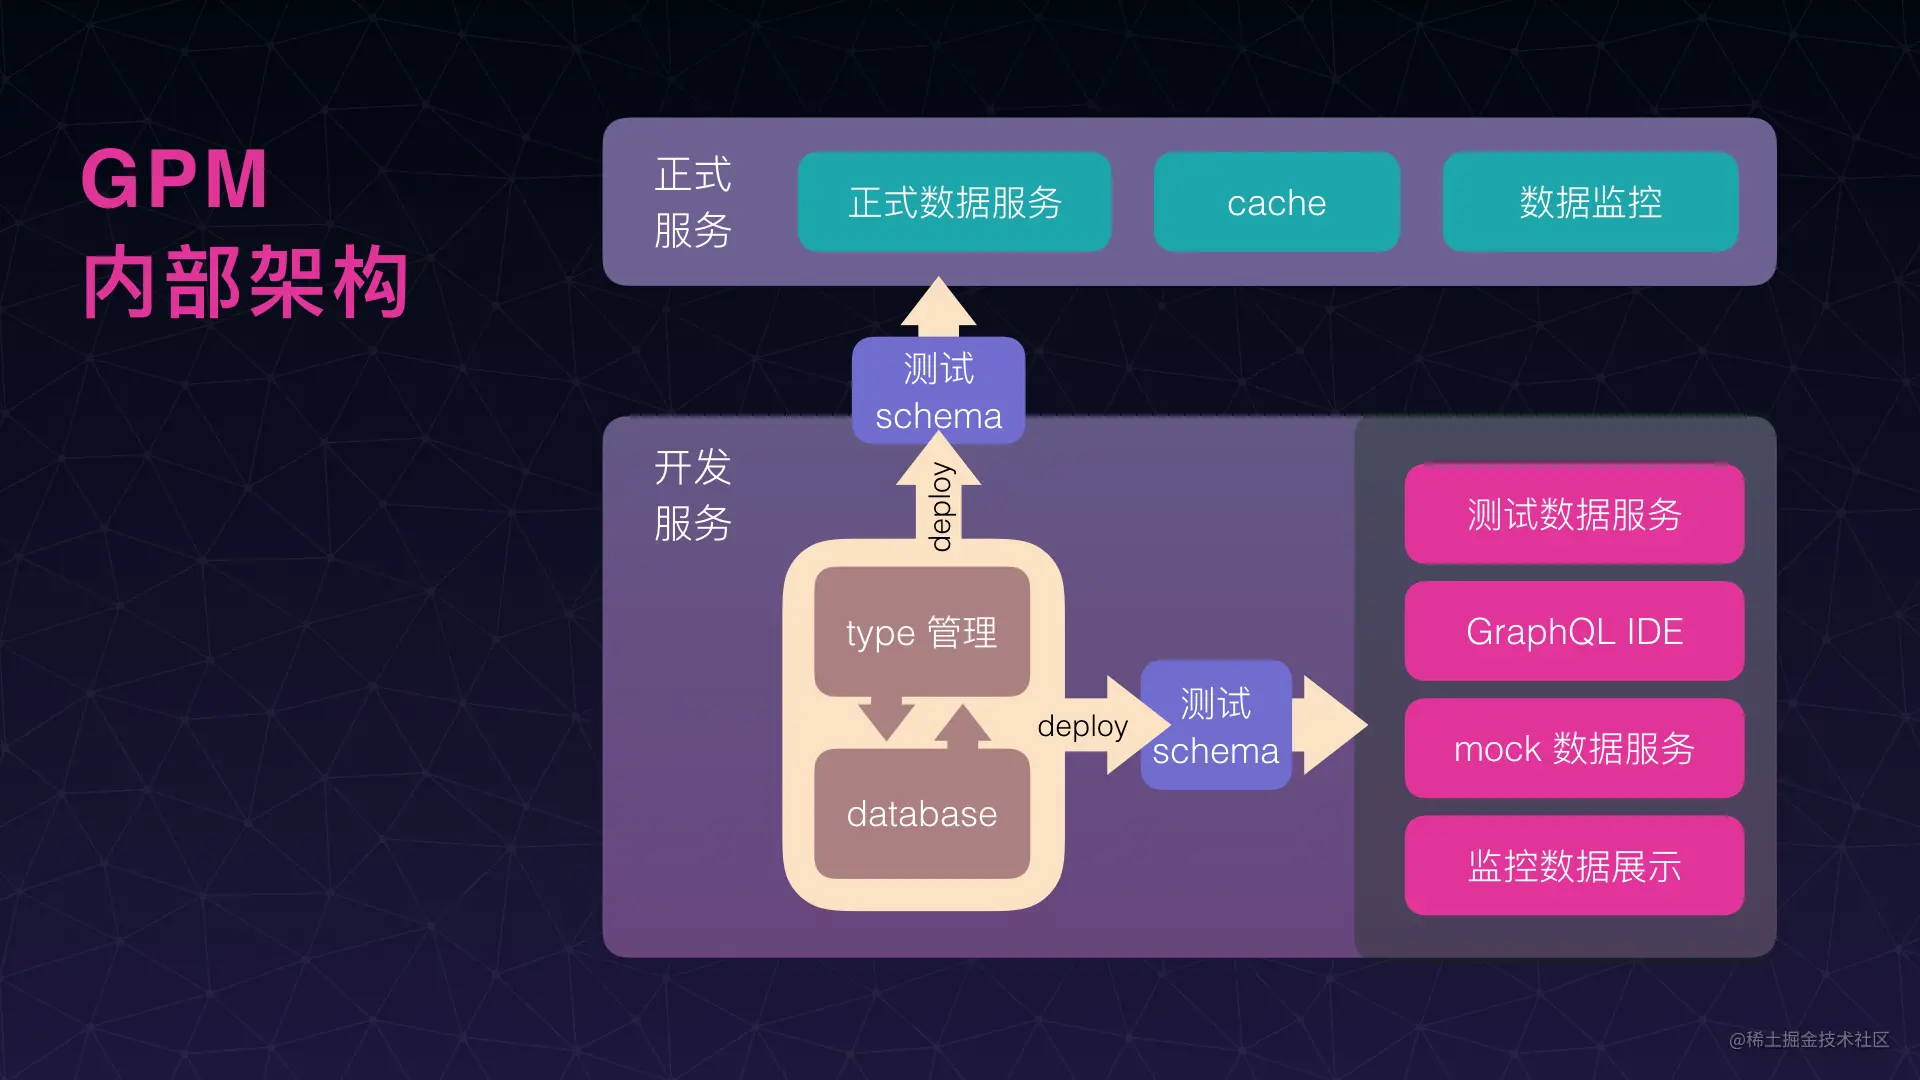 GPM
内部架构
正式
服务
正式数据服务
cache
数据监控
测试
schema
deploy
开发
服务
type 管理
database
deploy
测试
schema
测试数据服务
GraphQL IDE
mock 数据服务
监控数据展示
@稀土掘金技术社区